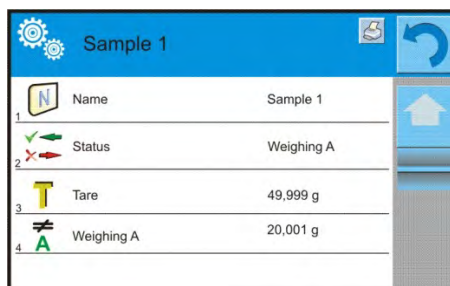 Sample 1
N
1 Name Sample 1
2 Status Weighing A
T
3 Tare 49,999 g
≠
A
4 Weighing A 20,001 g